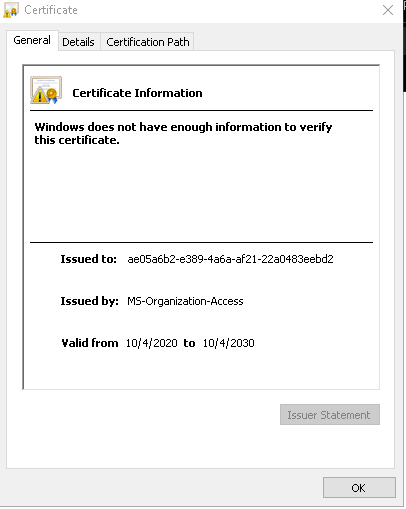 Certificate
General Details Certification Path
Certificate Information
Windows does not have enough information to verify
this certificate.
Issued to: ae05a6b2-e389-4a6a-af21-22a0483eebd2
Issued by: MS-Organization-Access
Valid from 10/4/2020 to 10/4/2030
Issuer Statement
OK